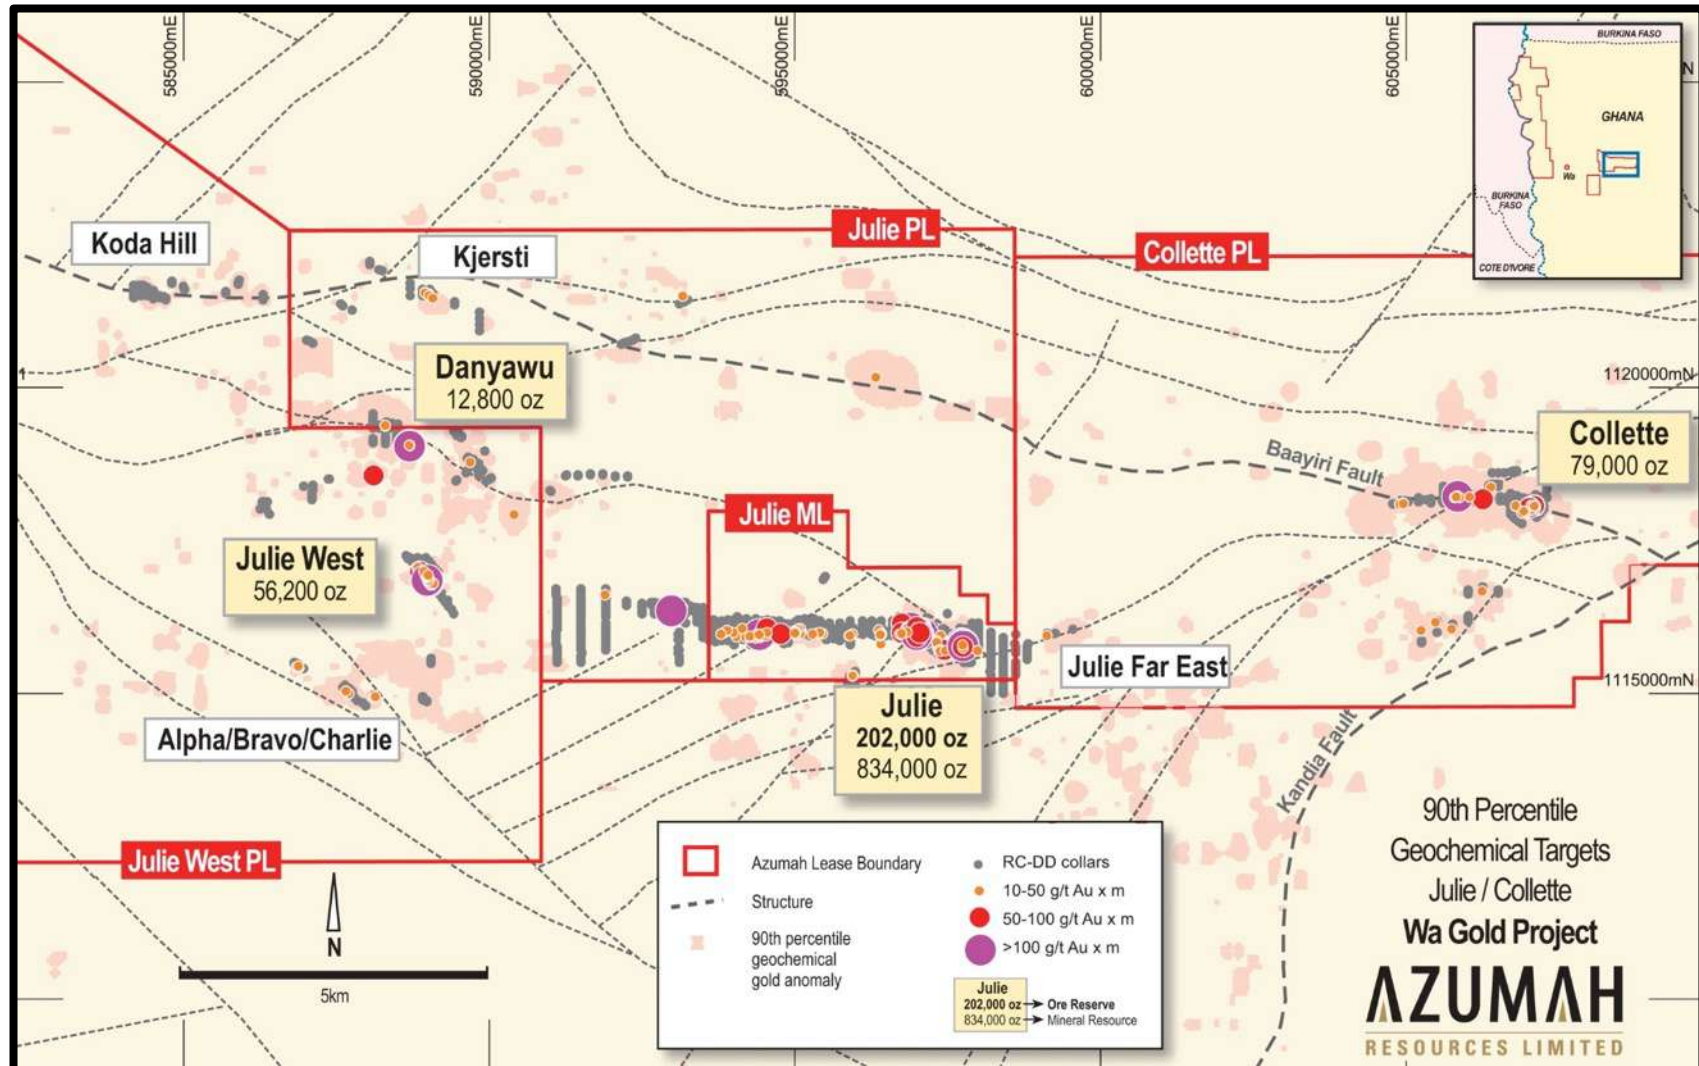 585000mE
590000mE
595000mE
600000mE
605000mE
N
BURKINA FASO
GHANA
Wa
BURKINA
FASO
COTE D'IVORE
Koda Hill
Kjersti
Julie PL
Collette PL
Danyawu
12,800 oz
1120000mN
1
Collette
79,000 oz
Baayiri Fault
Julie ML
Julie West
56,200 oz
Julie Far East
1115000mN
Alpha/Bravo/Charlie
Julie
202,000 oz
834,000 oz
Kandia Fault
Julie West PL
N
5km
Azumah Lease Boundary
Structure
90th percentile
geochemical
gold anomaly
RC-DD collars
10-50 g/t Au x m
50-100 g/t Au x m
>100 g/t Au x m
Julie
202,000 oz Ore Reserve
834,000 oz Mineral Resource
90th Percentile
Geochemical Targets
Julie / Collette
Wa Gold Project
AZUMAH
RESOURCES LIMITED